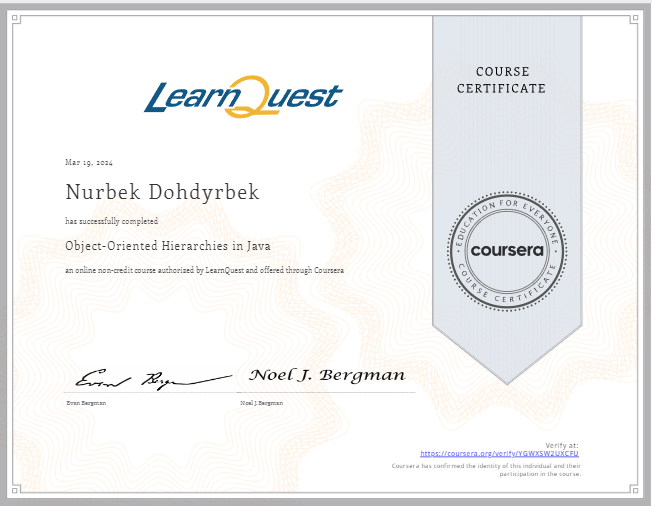 COURSE
CERTIFICATE
LearnQuest
Mar 19, 2024
Nurbek Dohdyrbek
has successfully completed
Object-Oriented Hierarchies in Java
an online non-credit course authorized by LearnQuest and offered through Coursera
EDUCATION FOR EVERYONE
coursera
COURSE CERTIFICATE
Evan Bergman
Noel J. Bergman
Evan Bergman
Noel J. Bergman
Verify at:
https://coursera.org/verify/YGWXSW2UXCFU
Coursera has confirmed the identity of this individual and their
participation in the course.